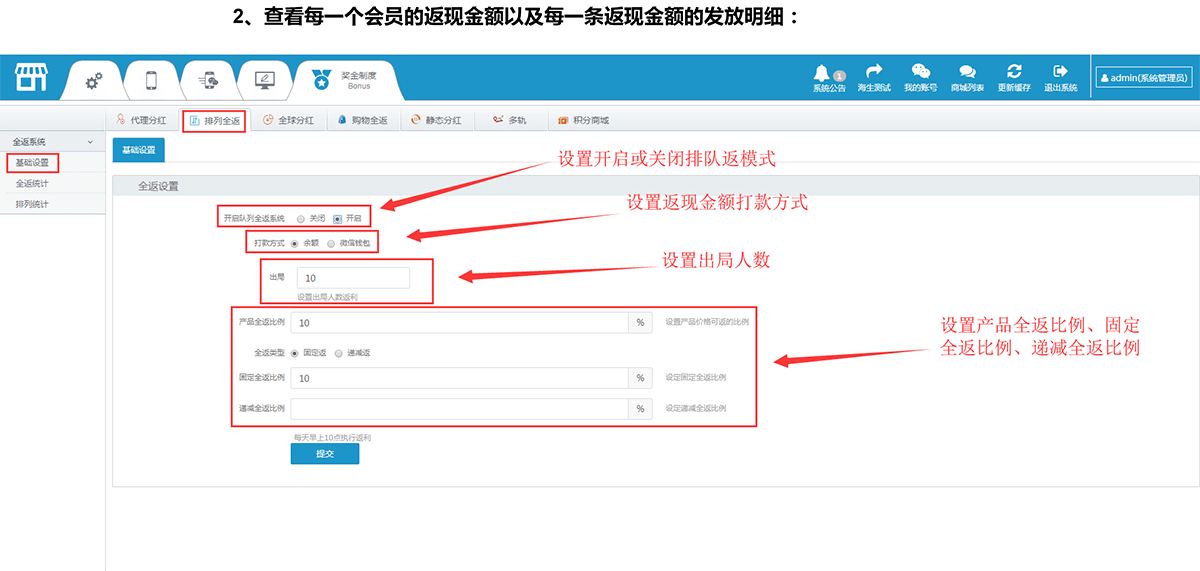 2、查看每一个会员的返现金额以及每一条返现金额的发放明细：
奖金制度
Bonus
1
系统公告
海生测试
我的账号
商城列表
更新缓存
退出系统
admin(系统管理员)
代理分红
排列全返
全球分红
购物全返
静态分红
多轨
积分商城
全返系统
基础设置
全返统计
排列统计
基础设置
全返设置
设置开启或关闭排队返模式
开启队列全返系统 关闭 开启
设置返现金额打款方式
打款方式 余额 微信钱包
设置出局人数
出局 10
设置出局人数返利
产品全返比例 10 % 设置产品价格可返的比例
全返类型 固定返 递减返
固定全返比例 10 % 设定固定全返比例
递减全返比例 % 设定递减全返比例
设置产品全返比例、固定
全返比例、递减全返比例
每天早上10点执行返利
提交